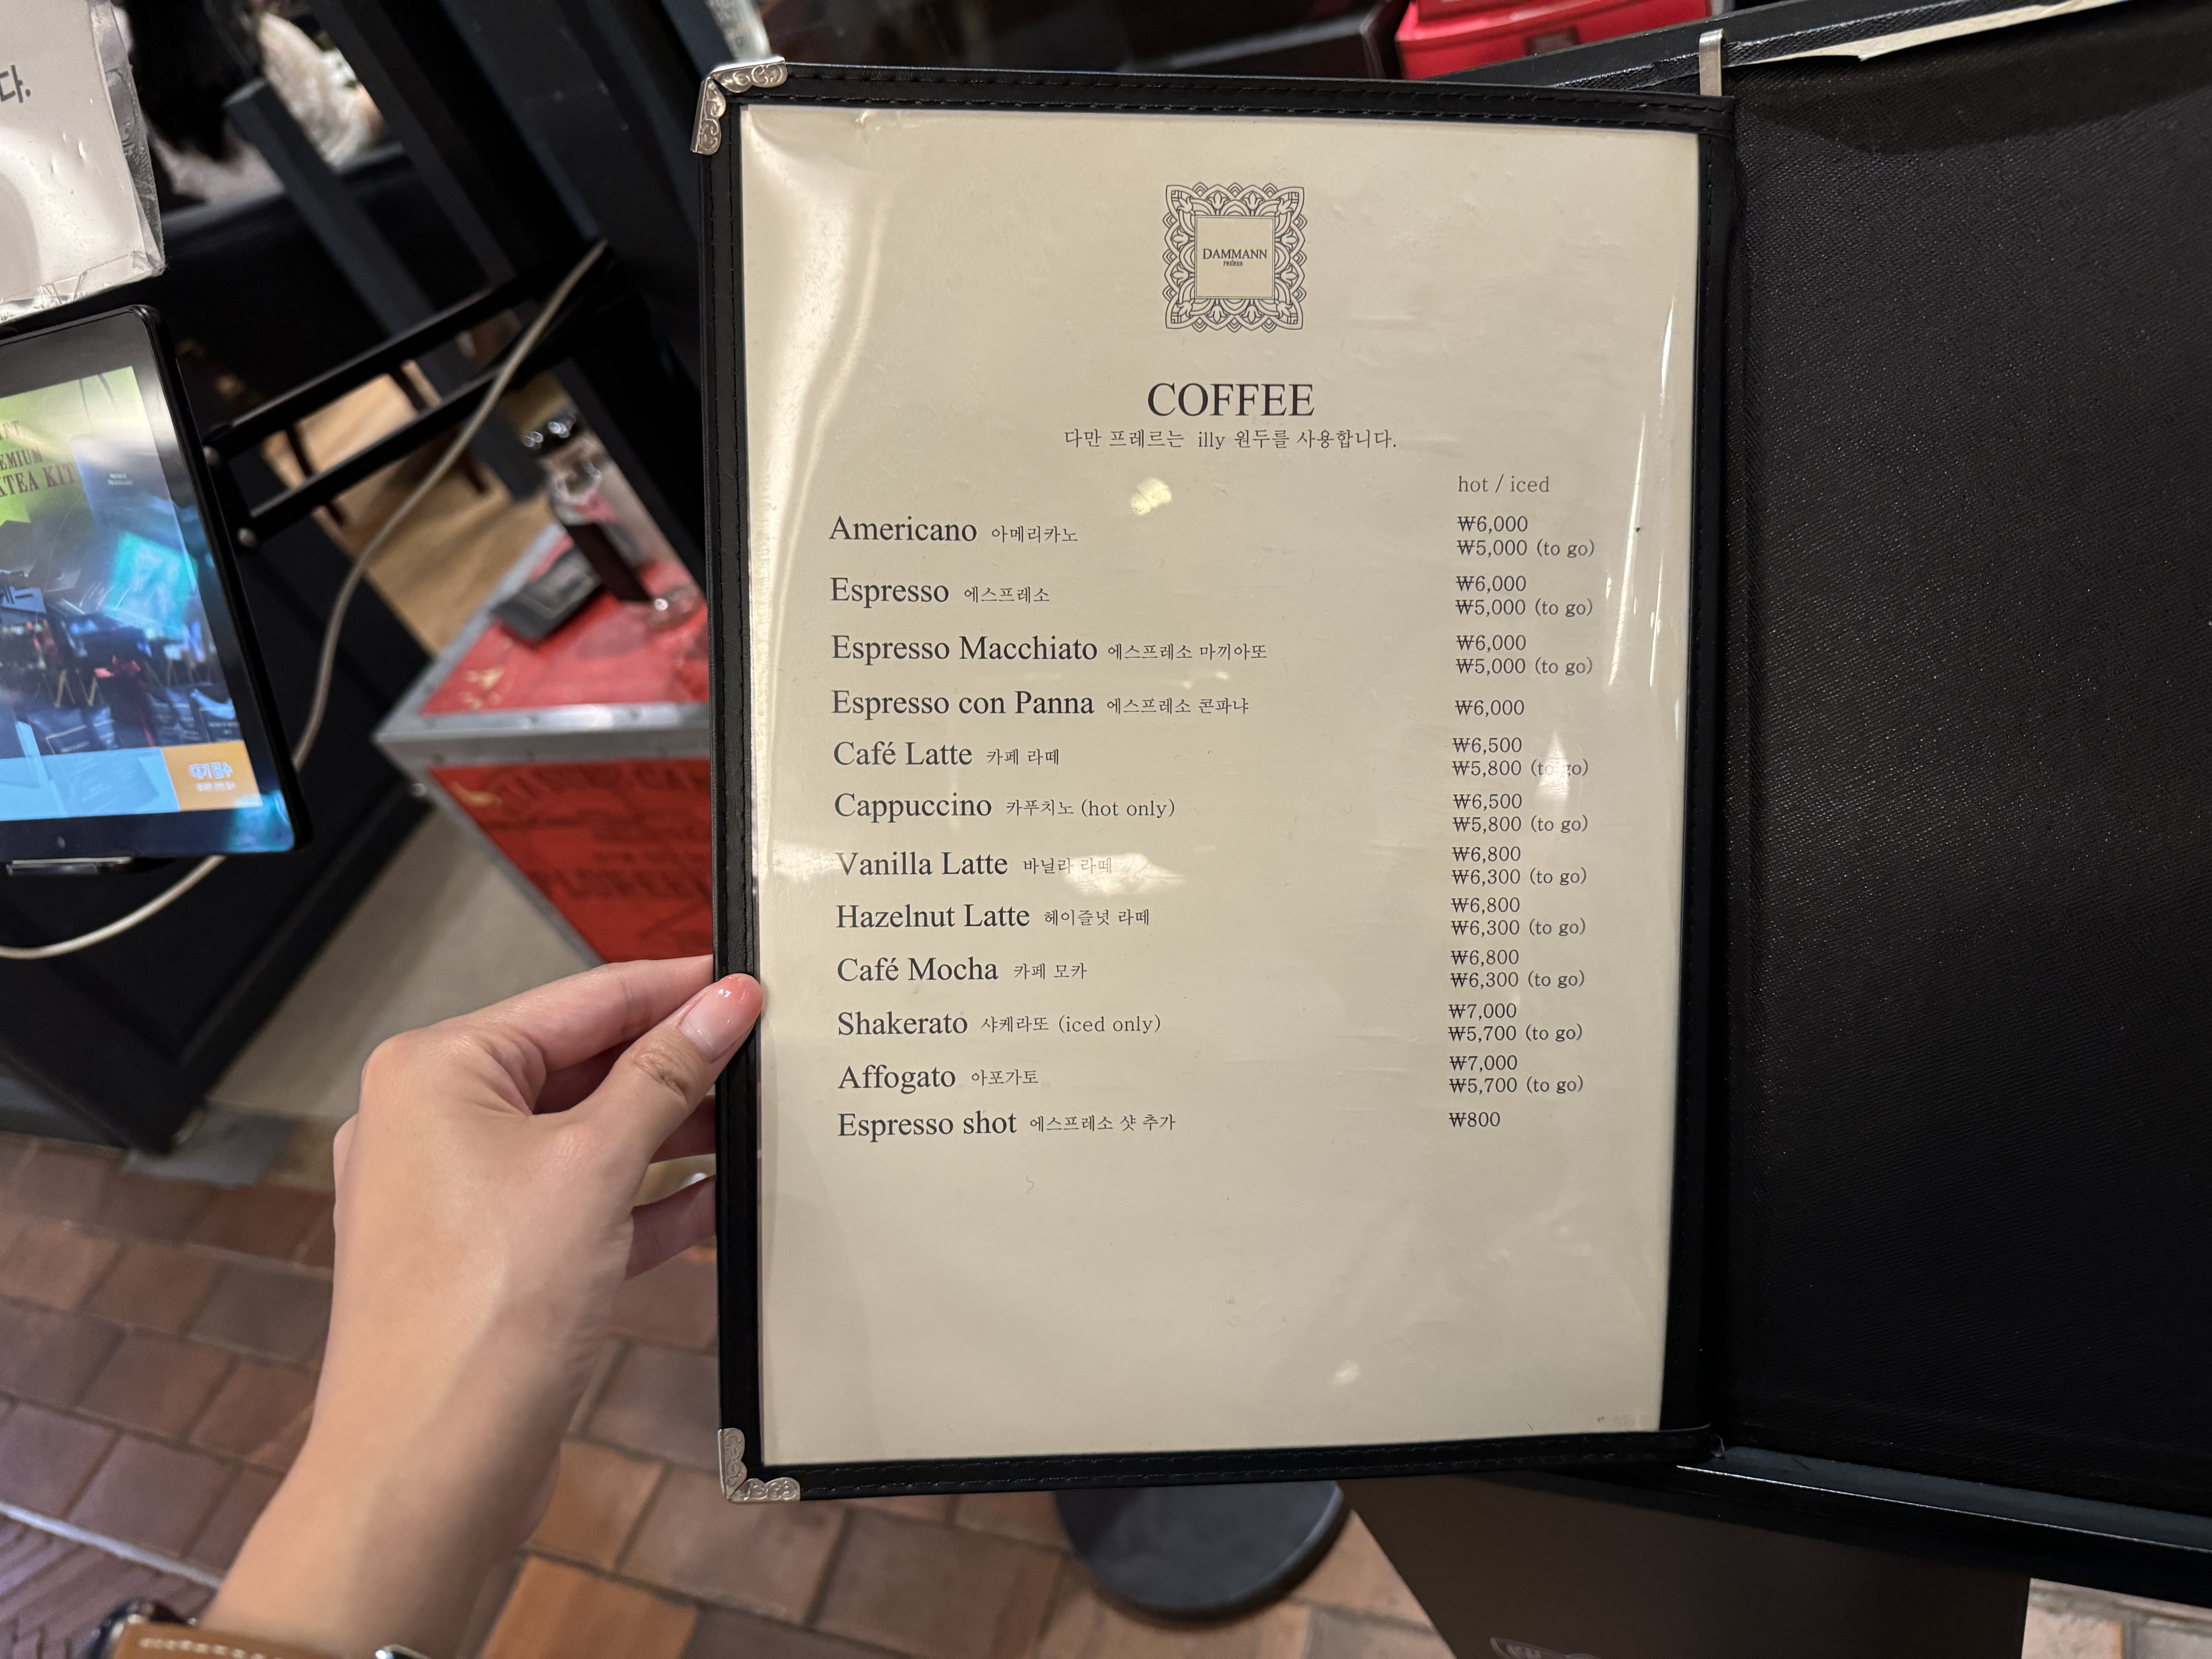 다.
EMIUM
KTEA KIT
DAMMANN
FRÈRES
COFFEE
다만 프레르는 illy 원두를 사용합니다.
hot / iced
Americano 아메리카노 ₩6,000
₩5,000 (to go)
Espresso 에스프레소 ₩6,000
₩5,000 (to go)
Espresso Macchiato 에스프레소 마끼아또 ₩6,000
₩5,000 (to go)
Espresso con Panna 에스프레소 콘파냐 ₩6,000
Café Latte 카페 라떼 ₩6,500
₩5,800 (to go)
Cappuccino 카푸치노 (hot only) ₩6,500
₩5,800 (to go)
Vanilla Latte 바닐라 라떼 ₩6,800
₩6,300 (to go)
Hazelnut Latte 헤이즐넛 라떼 ₩6,800
₩6,300 (to go)
Café Mocha 카페 모카 ₩6,800
₩6,300 (to go)
Shakerato 샤케라또 (iced only) ₩7,000
₩5,700 (to go)
Affogato 아포가토 ₩7,000
₩5,700 (to go)
Espresso shot 에스프레소 샷 추가 ₩800